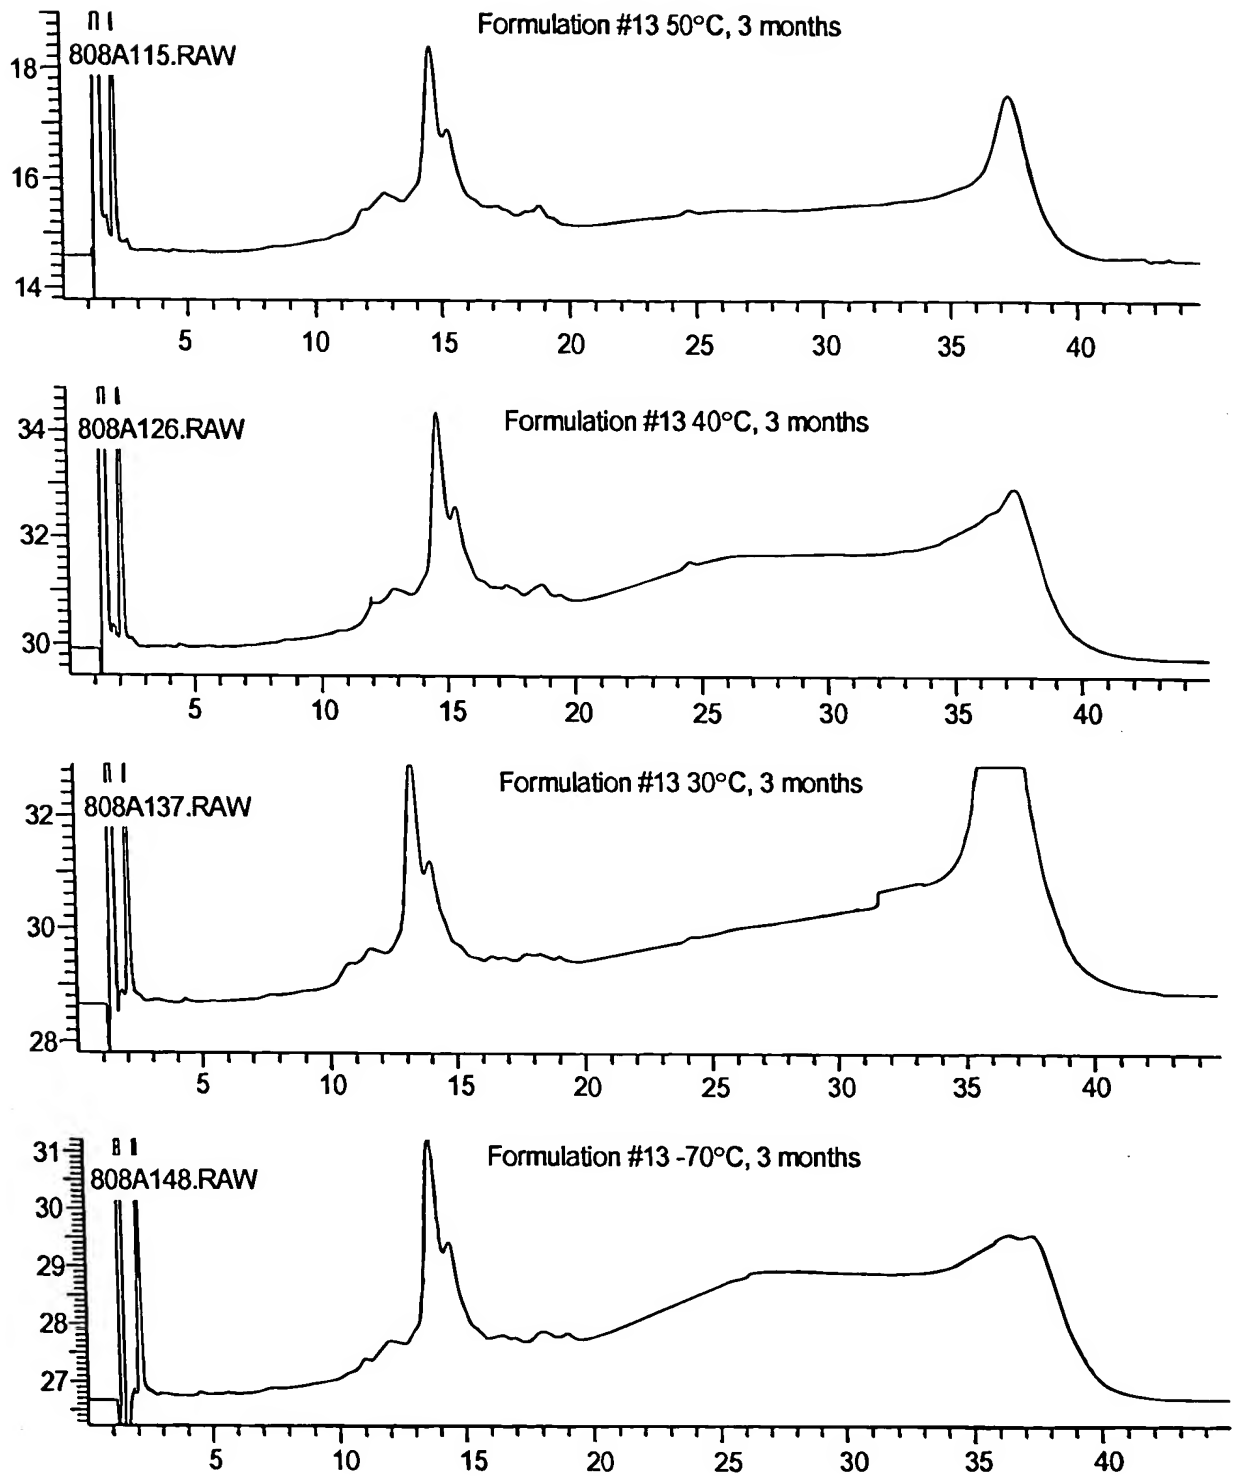 Formulation #13 50°C, 3 months
808A115.RAW
18
16
14
5 10 15 20 25 30 35 40
Formulation #13 40°C, 3 months
808A126.RAW
34
32
30
5 10 15 20 25 30 35 40
Formulation #13 30°C, 3 months
808A137.RAW
32
30
28
5 10 15 20 25 30 35 40
Formulation #13 -70°C, 3 months
808A148.RAW
31
30
29
28
27
5 10 15 20 25 30 35 40